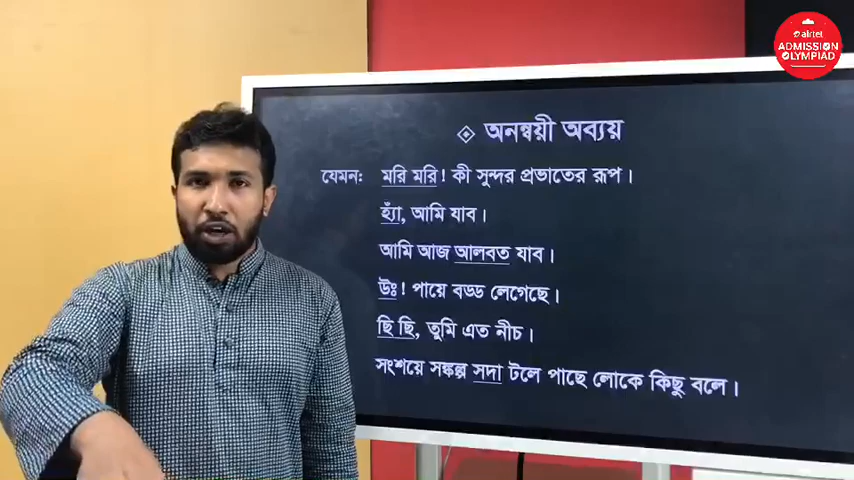 airtel
ADMISSION
OLYMPIAD
◈ অনন্বয়ী অব্যয়
যেমন: মরি মরি! কী সুন্দর প্রভাতের রূপ।
হ্যাঁ, আমি যাব।
আমি আজ আলবত যাব।
উঃ! পায়ে বড্ড লেগেছে।
ছি ছি, তুমি এত নীচ।
সংশয়ে সঙ্কল্প সদা টলে পাছে লোকে কিছু বলে।